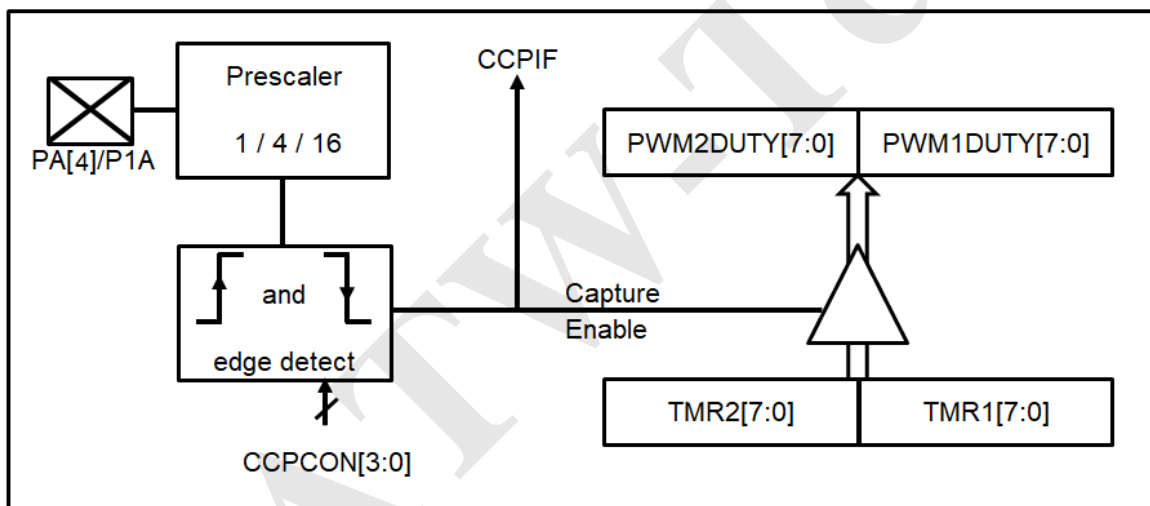 CCPIF
Prescaler
1 / 4 / 16
PA[4]/P1A
PWM2DUTY[7:0]
PWM1DUTY[7:0]
and
edge detect
Capture
Enable
CCPCON[3:0]
TMR2[7:0]
TMR1[7:0]